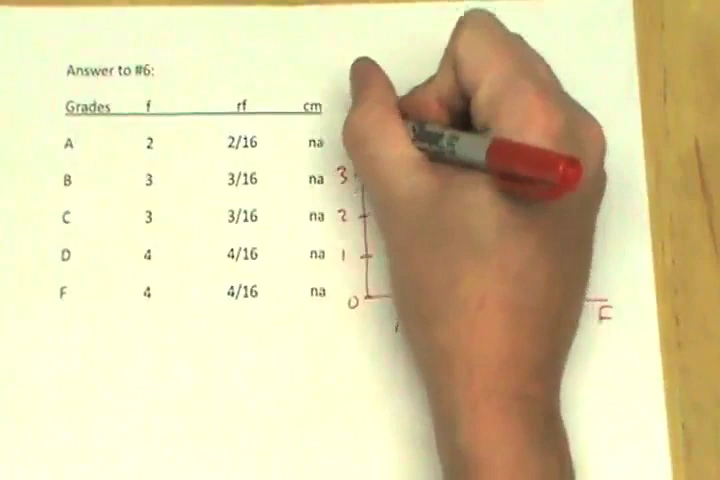 Answer to #6:
Grades f rf cm
A 2 2/16 na
B 3 3/16 na
C 3 3/16 na
D 4 4/16 na
F 4 4/16 na
3
2
1
0
F